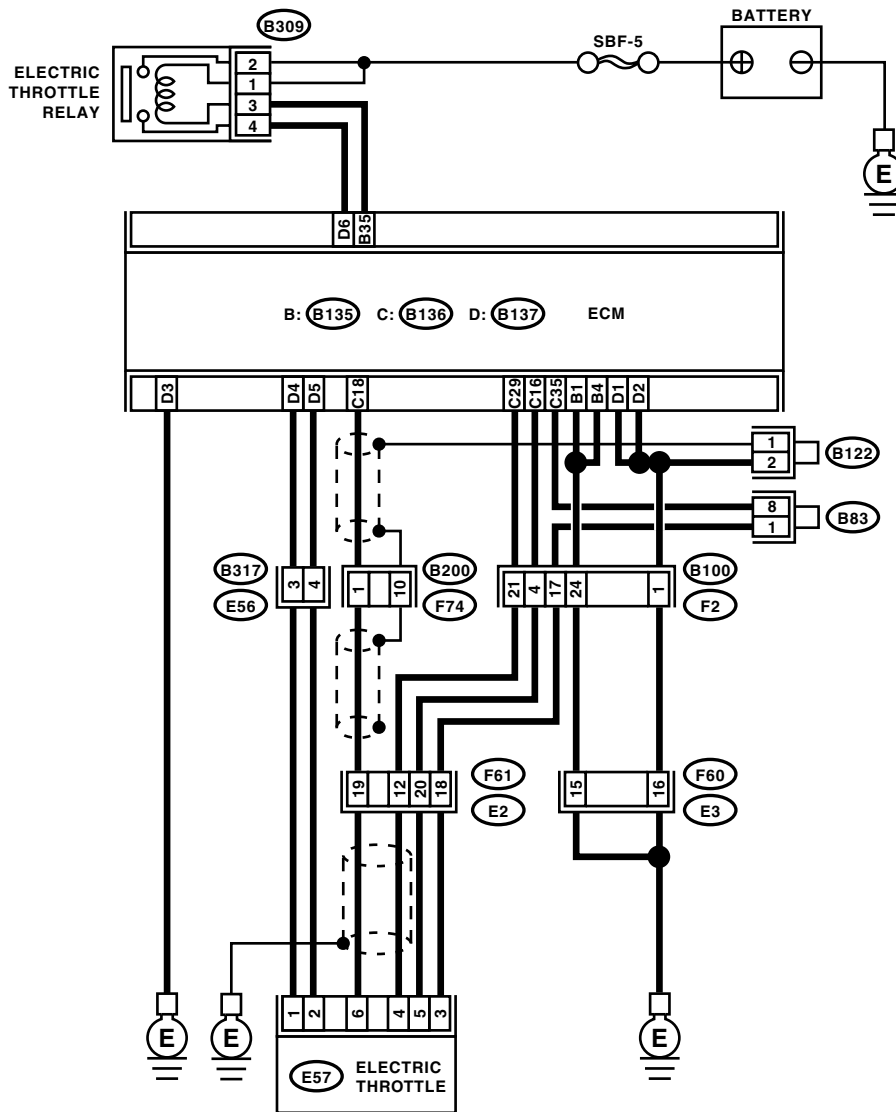 B309
BATTERY
SBF-5
ELECTRIC
THROTTLE
RELAY
2
1
3
4
E
D6
B35
B: B135 C: B136 D: B137 ECM
D3
D4
D5
C18
C29
C16
C35
B1
B4
D1
D2
1
2
B122
8
1
B83
B317
E56
3
4
1
10
B200
F74
21
4
17
24
1
B100
F2
19
12
20
18
F61
E2
15
16
F60
E3
E
E
E
1
2
6
4
5
3
E57
ELECTRIC
THROTTLE